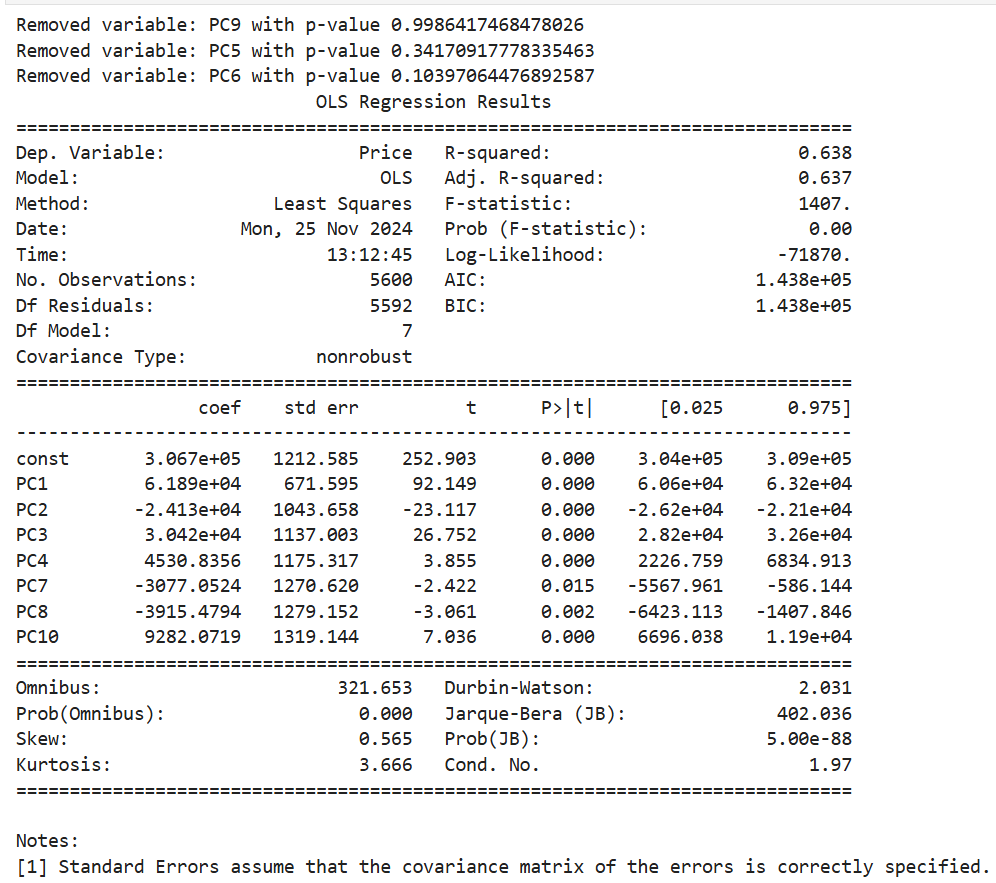 Removed variable: PC9 with p-value 0.9986417468478026
Removed variable: PC5 with p-value 0.34170917778335463
Removed variable: PC6 with p-value 0.10397064476892587
                            OLS Regression Results
==============================================================================
Dep. Variable:                  Price   R-squared:                       0.638
Model:                            OLS   Adj. R-squared:                  0.637
Method:                 Least Squares   F-statistic:                     1407.
Date:                Mon, 25 Nov 2024   Prob (F-statistic):               0.00
Time:                        13:12:45   Log-Likelihood:                -71870.
No. Observations:                5600   AIC:                         1.438e+05
Df Residuals:                    5592   BIC:                         1.438e+05
Df Model:                           7
Covariance Type:            nonrobust
==============================================================================
                 coef    std err          t      P>|t|      [0.025      0.975]
------------------------------------------------------------------------------
const       3.067e+05   1212.585    252.903      0.000    3.04e+05    3.09e+05
PC1         6.189e+04    671.595     92.149      0.000    6.06e+04    6.32e+04
PC2        -2.413e+04   1043.658    -23.117      0.000   -2.62e+04   -2.21e+04
PC3         3.042e+04   1137.003     26.752      0.000    2.82e+04    3.26e+04
PC4         4530.8356   1175.317      3.855      0.000    2226.759    6834.913
PC7        -3077.0524   1270.620     -2.422      0.015   -5567.961    -586.144
PC8        -3915.4794   1279.152     -3.061      0.002   -6423.113   -1407.846
PC10        9282.0719   1319.144      7.036      0.000    6696.038    1.19e+04
==============================================================================
Omnibus:                      321.653   Durbin-Watson:                   2.031
Prob(Omnibus):                  0.000   Jarque-Bera (JB):              402.036
Skew:                           0.565   Prob(JB):                     5.00e-88
Kurtosis:                       3.666   Cond. No.                         1.97
==============================================================================

Notes:
[1] Standard Errors assume that the covariance matrix of the errors is correctly specified.